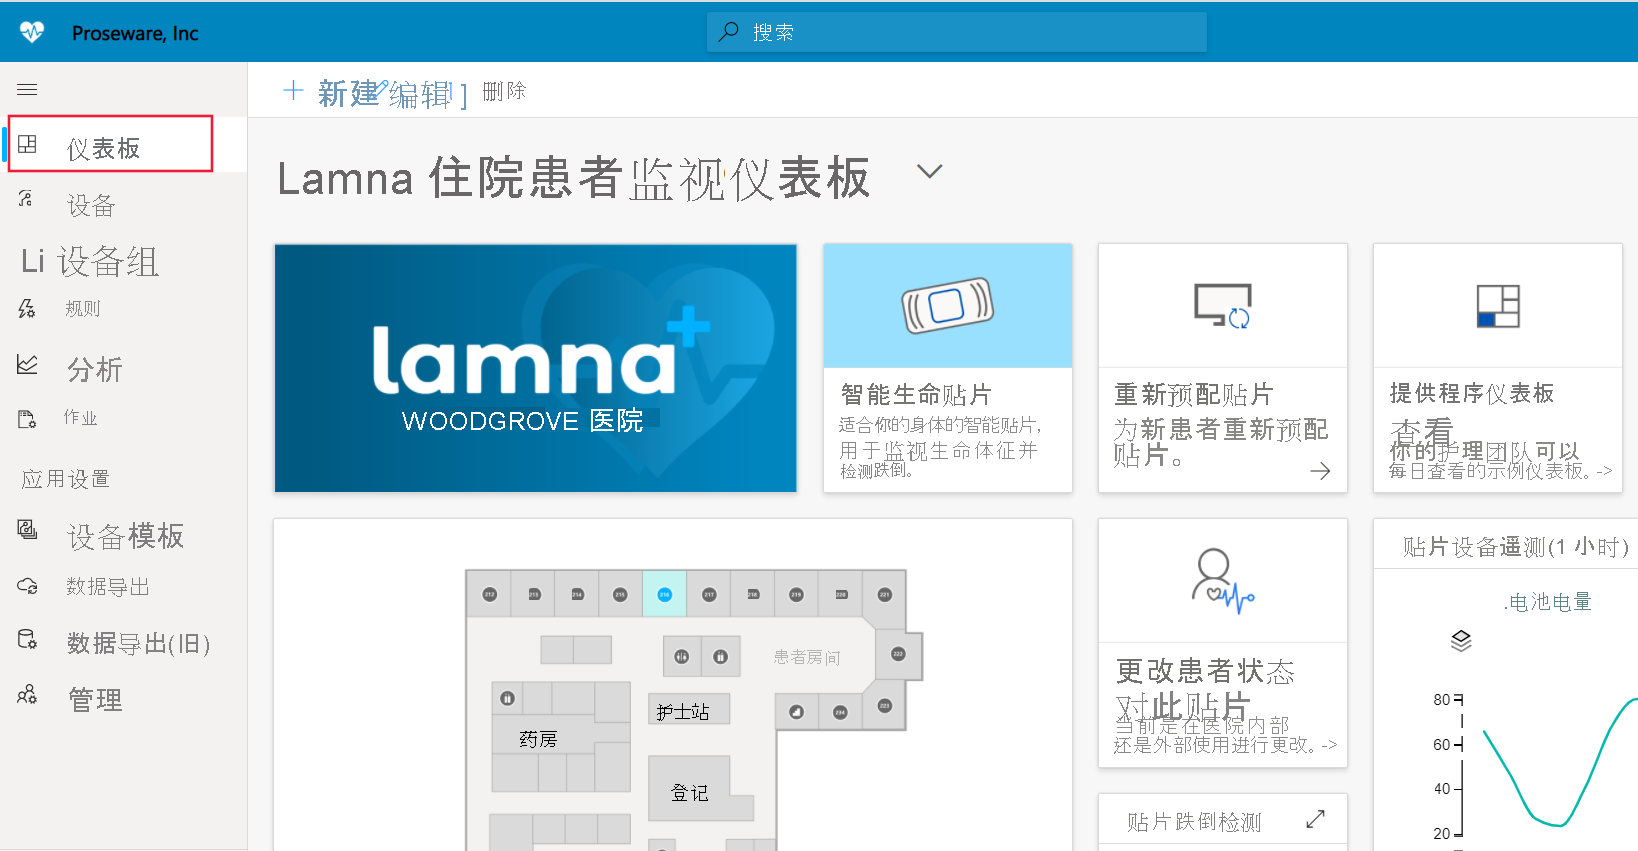 Proseware, Inc
搜索
新建 编辑 ] 删除
仪表板
设备
Li 设备组
规则
分析
作业
应用设置
设备模板
数据导出
数据导出(旧)
管理
Lamna 住院患者监视仪表板
lamna
WOODGROVE 医院
智能生命贴片
适合你的身体的智能贴片,
用于监视生命体征并
检测跌倒。
重新预配贴片
为新患者重新预配
贴片。
提供程序仪表板
查看
你的护理团队可以
每日查看的示例仪表板。->
212 213 214 215 216 217 218 219 220 221
222
223
224
患者房间
护士站
药房
登记
更改患者状态
对此贴片
当前是在医院内部
还是外部使用进行更改。->
贴片跌倒检测
贴片设备遥测(1 小时)
.电池电量
80
60
40
20